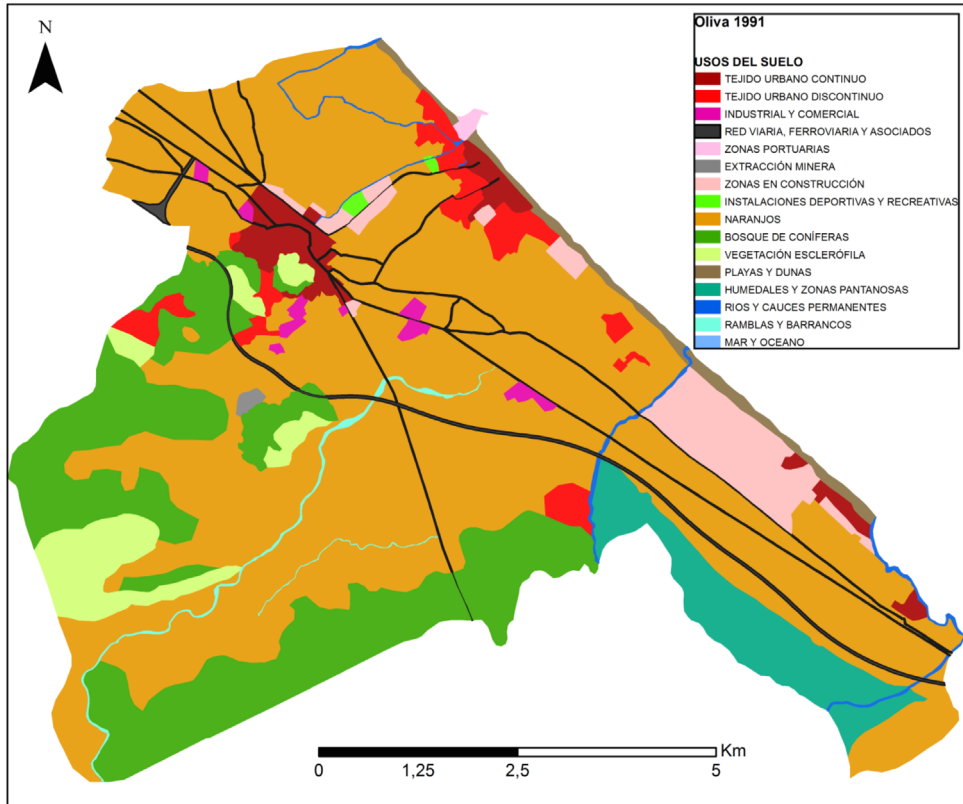 N
Oliva 1991
USOS DEL SUELO
TEJIDO URBANO CONTINUO
TEJIDO URBANO DISCONTINUO
INDUSTRIAL Y COMERCIAL
RED VIARIA, FERROVIARIA Y ASOCIADOS
ZONAS PORTUARIAS
EXTRACCIÓN MINERA
ZONAS EN CONSTRUCCIÓN
INSTALACIONES DEPORTIVAS Y RECREATIVAS
NARANJOS
BOSQUE DE CONÍFERAS
VEGETACIÓN ESCLERÓFILA
PLAYAS Y DUNAS
HUMEDALES Y ZONAS PANTANOSAS
RIOS Y CAUCES PERMANENTES
RAMBLAS Y BARRANCOS
MAR Y OCEANO
Km
0 1,25 2,5 5